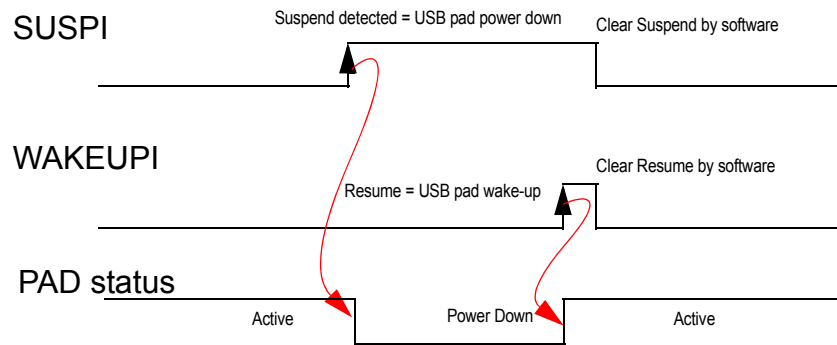 SUSPI
Suspend detected = USB pad power down
Clear Suspend by software
WAKEUPI
Clear Resume by software
Resume = USB pad wake-up
PAD status
Active
Power Down
Active